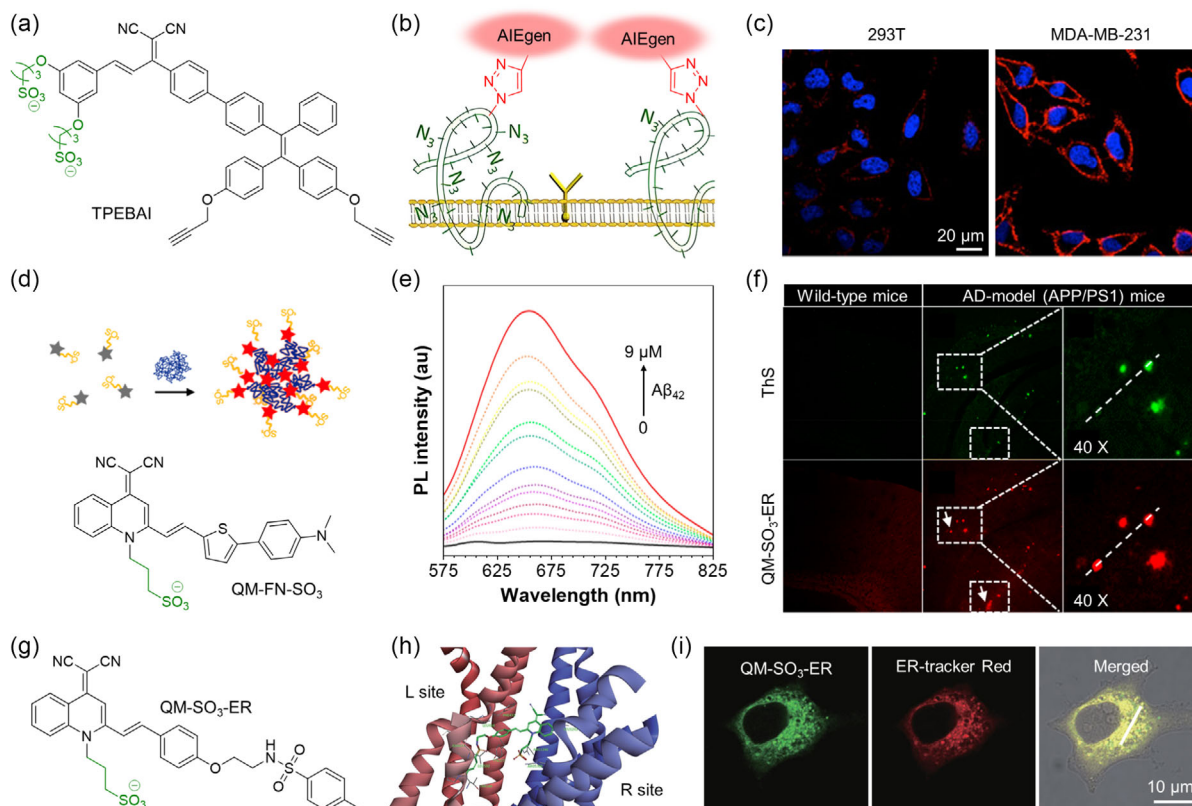 (a)
NC CN
O
3
SO3
⊖
O
3
SO3
⊖
O
O
TPEBAI
(b)
AIEgen AIEgen
N N
N N
N N
N3 N3
N3
N3
N3 N3 N3
(c)
293T MDA-MB-231
20 μm
(d)
NC CN
N
S
N
SO3
⊖
QM-FN-SO3
(e)
PL intensity (au)
9 μM
Aβ42
0
575 625 675 725 775 825
Wavelength (nm)
(f)
Wild-type mice AD-model (APP/PS1) mice
ThS
40 X
QM-SO3-ER
40 X
(g)
NC CN
QM-SO3-ER
N
O
H
N
O
S
O
SO3
⊖
(h)
L site
R site
(i)
QM-SO3-ER ER-tracker Red Merged
10 μm